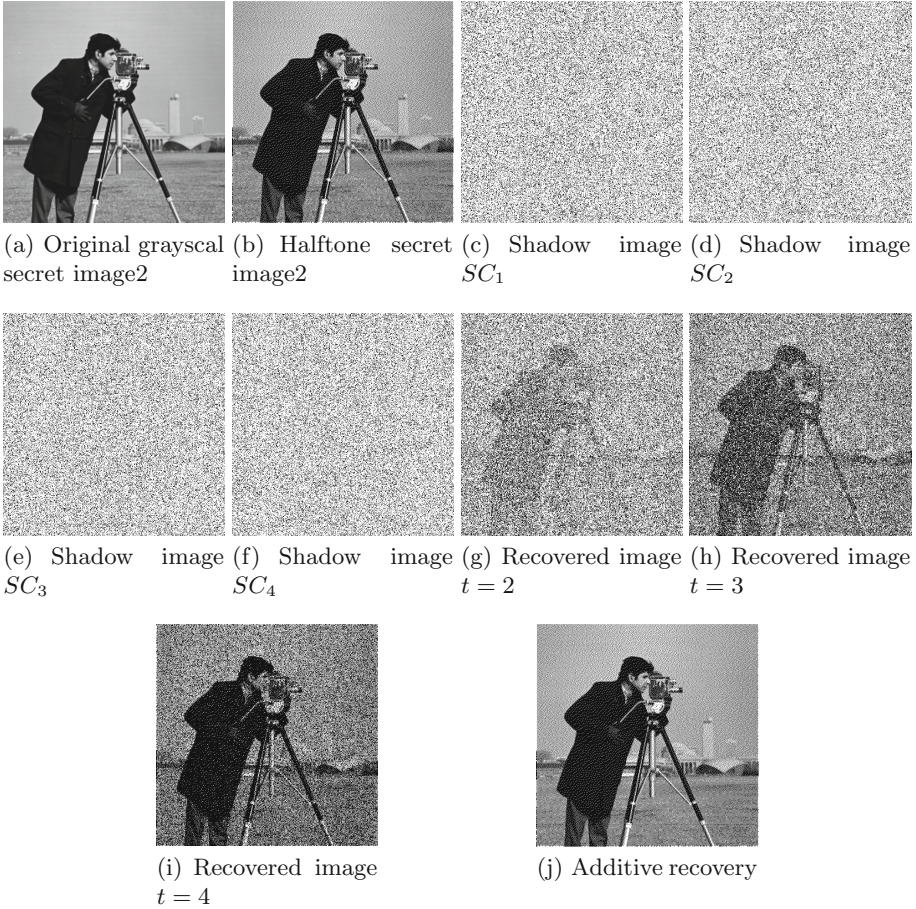 (a) Original grayscal
secret image2
(b) Halftone secret
image2
(c) Shadow image
SC₁
(d) Shadow image
SC₂
(e) Shadow image
SC₃
(f) Shadow image
SC₄
(g) Recovered image
t = 2
(h) Recovered image
t = 3
(i) Recovered image
t = 4
(j) Additive recovery